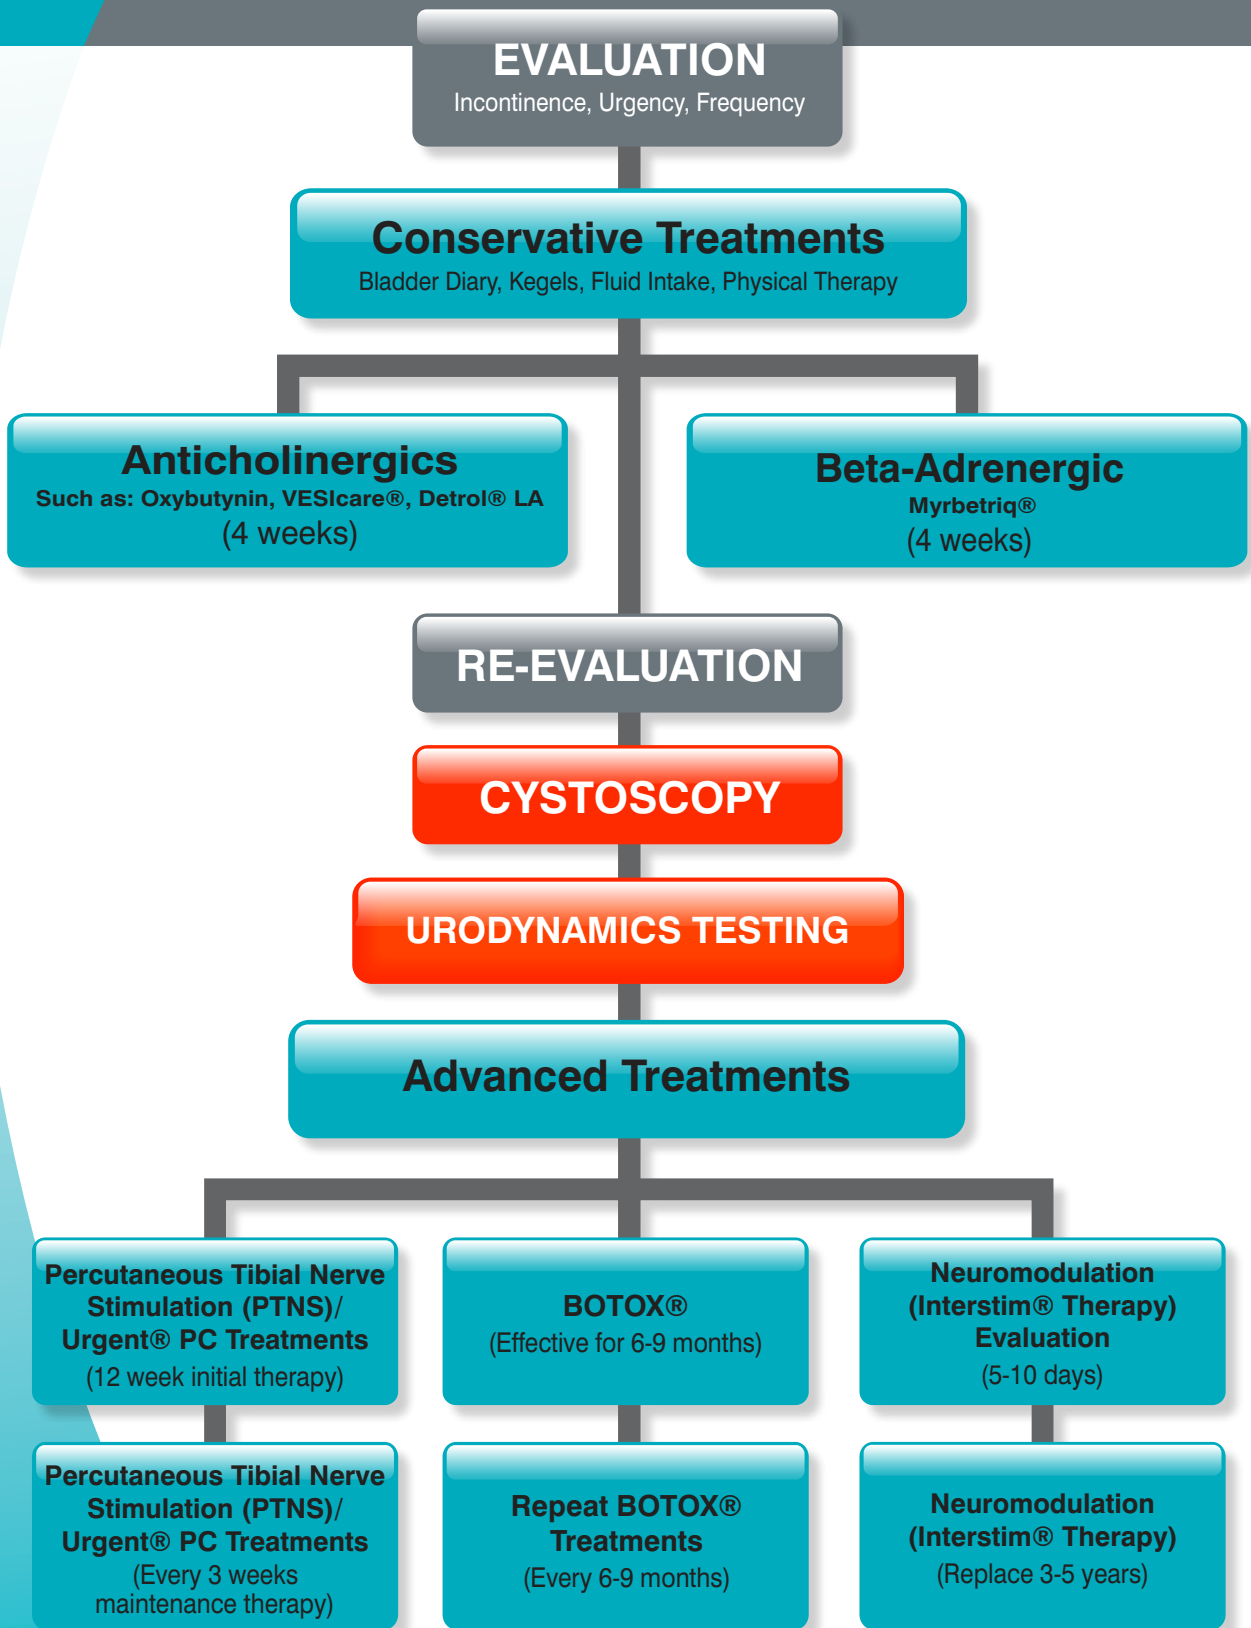 EVALUATION
Incontinence, Urgency, Frequency
Conservative Treatments
Bladder Diary, Kegels, Fluid Intake, Physical Therapy
Anticholinergics
Such as: Oxybutynin, VESIcare®, Detrol® LA
(4 weeks)
Beta-Adrenergic
Myrbetriq®
(4 weeks)
RE-EVALUATION
CYSTOSCOPY
URODYNAMICS TESTING
Advanced Treatments
Percutaneous Tibial Nerve
Stimulation (PTNS)/
Urgent® PC Treatments
(12 week initial therapy)
BOTOX®
(Effective for 6-9 months)
Neuromodulation
(Interstim® Therapy)
Evaluation
(5-10 days)
Percutaneous Tibial Nerve
Stimulation (PTNS)/
Urgent® PC Treatments
(Every 3 weeks
maintenance therapy)
Repeat BOTOX®
Treatments
(Every 6-9 months)
Neuromodulation
(Interstim® Therapy)
(Replace 3-5 years)